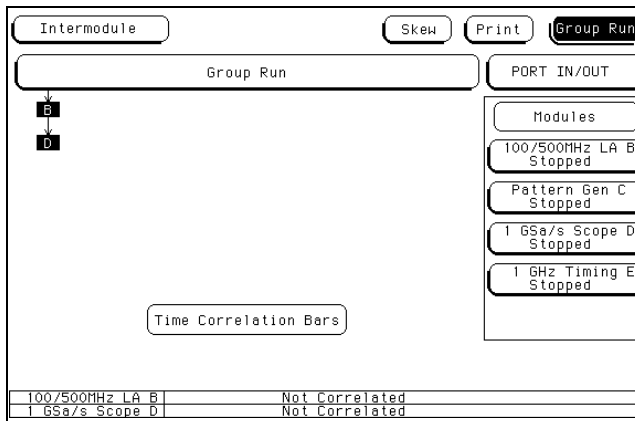 Intermodule
Skew
Print
Group Run
Group Run
PORT IN/OUT
B
D
Modules
100/500MHz LA B
Stopped
Pattern Gen C
Stopped
1 GSa/s Scope D
Stopped
1 GHz Timing E
Stopped
Time Correlation Bars
100/500MHz LA B Not Correlated
1 GSa/s Scope D Not Correlated